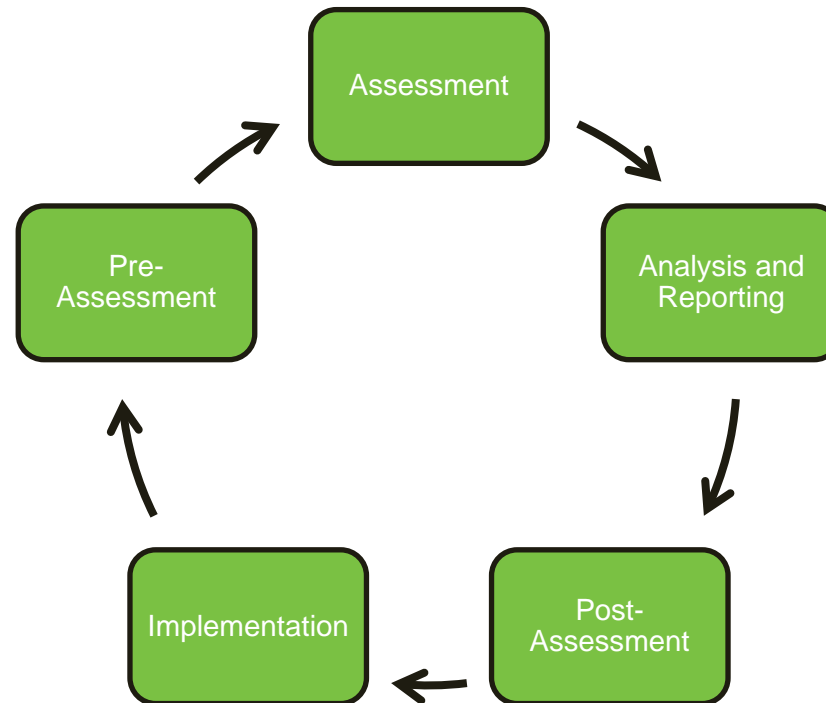 Assessment
Pre-
Assessment
Analysis and
Reporting
Implementation
Post-
Assessment